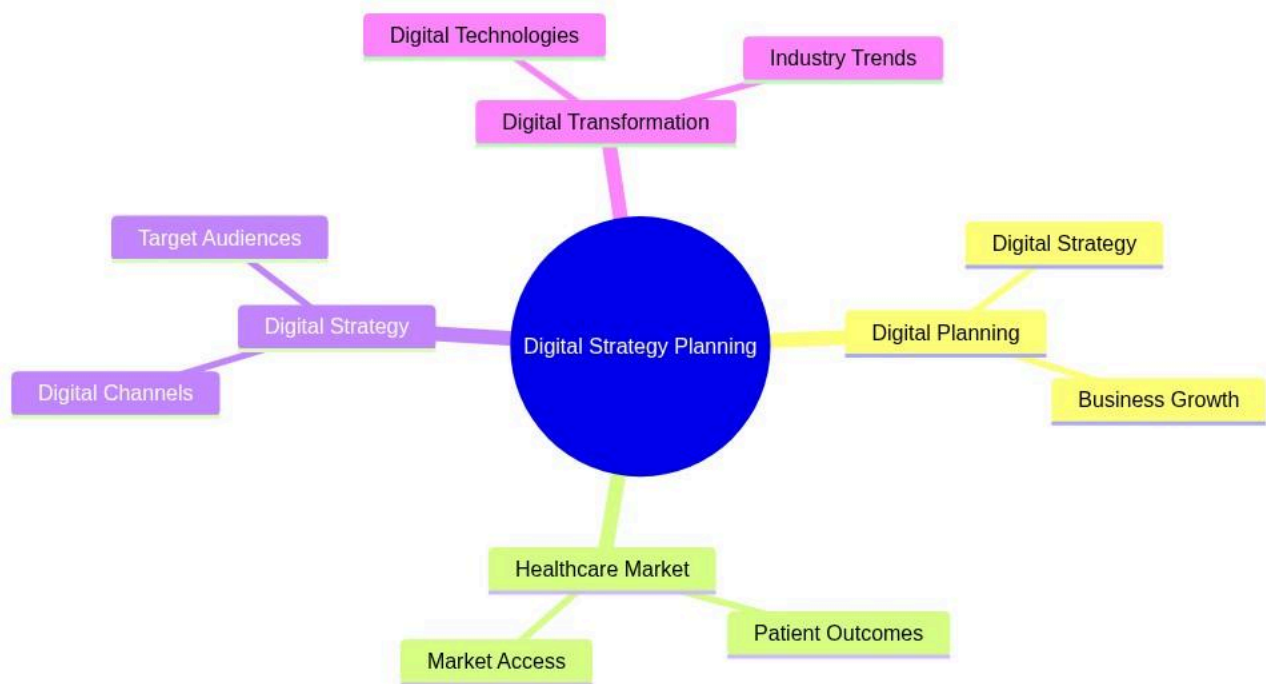 Digital Technologies
Industry Trends
Digital Transformation
Target Audiences
Digital Strategy
Digital Strategy
Digital Planning
Digital Strategy Planning
Digital Channels
Business Growth
Healthcare Market
Patient Outcomes
Market Access